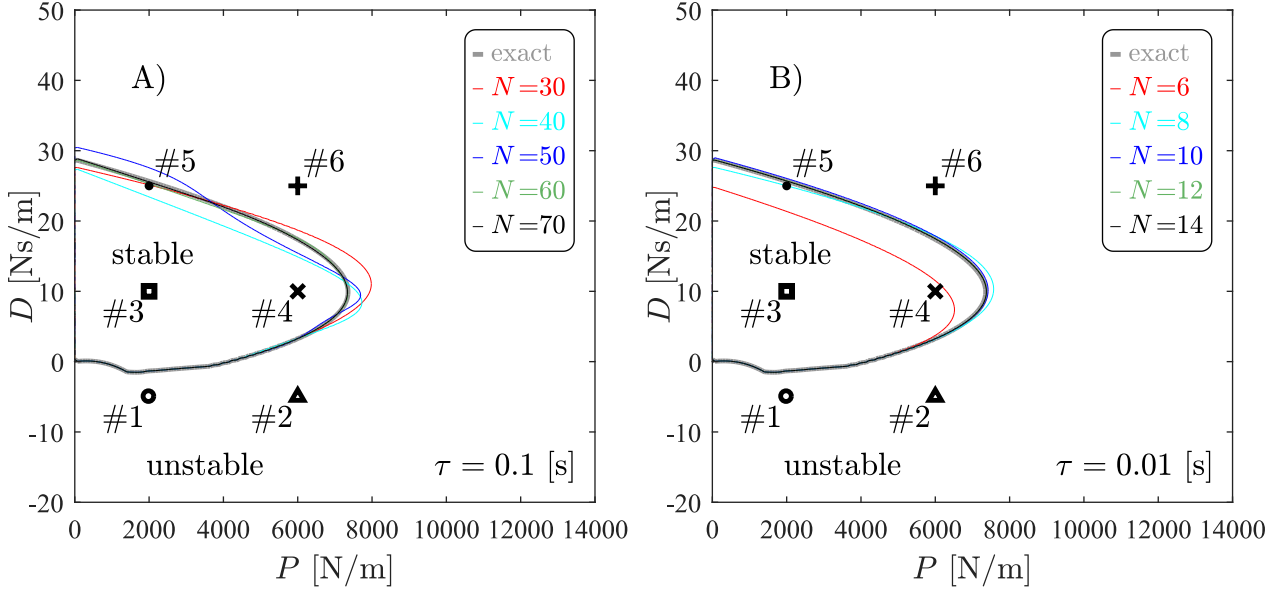 A)
exact
N=30
N=40
N=50
N=60
N=70
50
40
30
20
10
0
-10
-20
D [Ns/m]
#5
#6
stable
#3
#4
#1
#2
unstable
τ = 0.1 [s]
0 2000 4000 6000 8000 10000 12000 14000
P [N/m]
B)
exact
N=6
N=8
N=10
N=12
N=14
50
40
30
20
10
0
-10
-20
D [Ns/m]
#5
#6
stable
#3
#4
#1
#2
unstable
τ = 0.01 [s]
0 2000 4000 6000 8000 10000 12000 14000
P [N/m]